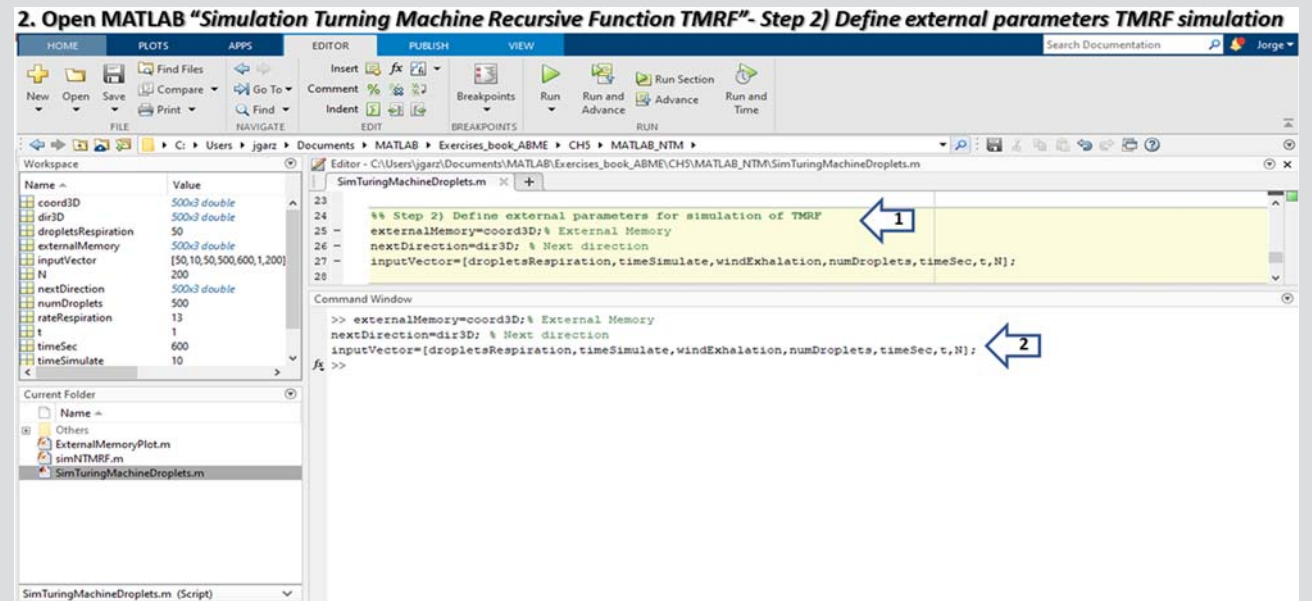 2. Open MATLAB “Simulation Turning Machine Recursive Function TMRF”- Step 2) Define external parameters TMRF simulation
HOME PLOTS APPS EDITOR PUBLISH VIEW Search Documentation Jorge
New Open Save Find Files Compare Print Go To Find Insert fx Comment Indent Breakpoints Run Run and Advance Run Section Advance Run and Time
FILE NAVIGATE EDIT BREAKPOINTS RUN
C: Users jgarz Documents MATLAB Exercises_book_ABME CH5 MATLAB_NTM
Workspace
Name Value
coord3D 500x3 double
dir3D 500x3 double
dropletsRespiration 50
externalMemory 500x3 double
inputVector [50,10,50,500,600,1,200]
N 200
nextDirection 500x3 double
numDroplets 500
rateRespiration 13
t 1
timeSec 600
timeSimulate 10
Current Folder
Name
Others
ExternalMemoryPlot.m
simNTMRF.m
SimTuringMachineDroplets.m
SimTuringMachineDroplets.m (Script)
Editor - C:\Users\jgarz\Documents\MATLAB\Exercises_book_ABME\CH5\MATLAB_NTM\SimTuringMachineDroplets.m
SimTuringMachineDroplets.m
23
24 %% Step 2) Define external parameters for simulation of TMRF
25 - externalMemory=coord3D;% External Memory
26 - nextDirection=dir3D; % Next direction
27 - inputVector=[dropletsRespiration,timeSimulate,windExhalation,numDroplets,timeSec,t,N];
28
1
Command Window
>> externalMemory=coord3D;% External Memory
nextDirection=dir3D; % Next direction
inputVector=[dropletsRespiration,timeSimulate,windExhalation,numDroplets,timeSec,t,N];
fx >>
2